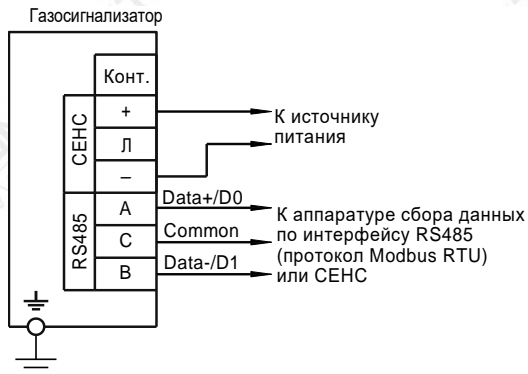 Газосигнализатор
Конт.
СЕНС
+
Л
–
К источнику
питания
RS485
A
C
B
Data+/D0
Common
Data-/D1
К аппаратуре сбора данных
по интерфейсу RS485
(протокол Modbus RTU)
или СЕНС